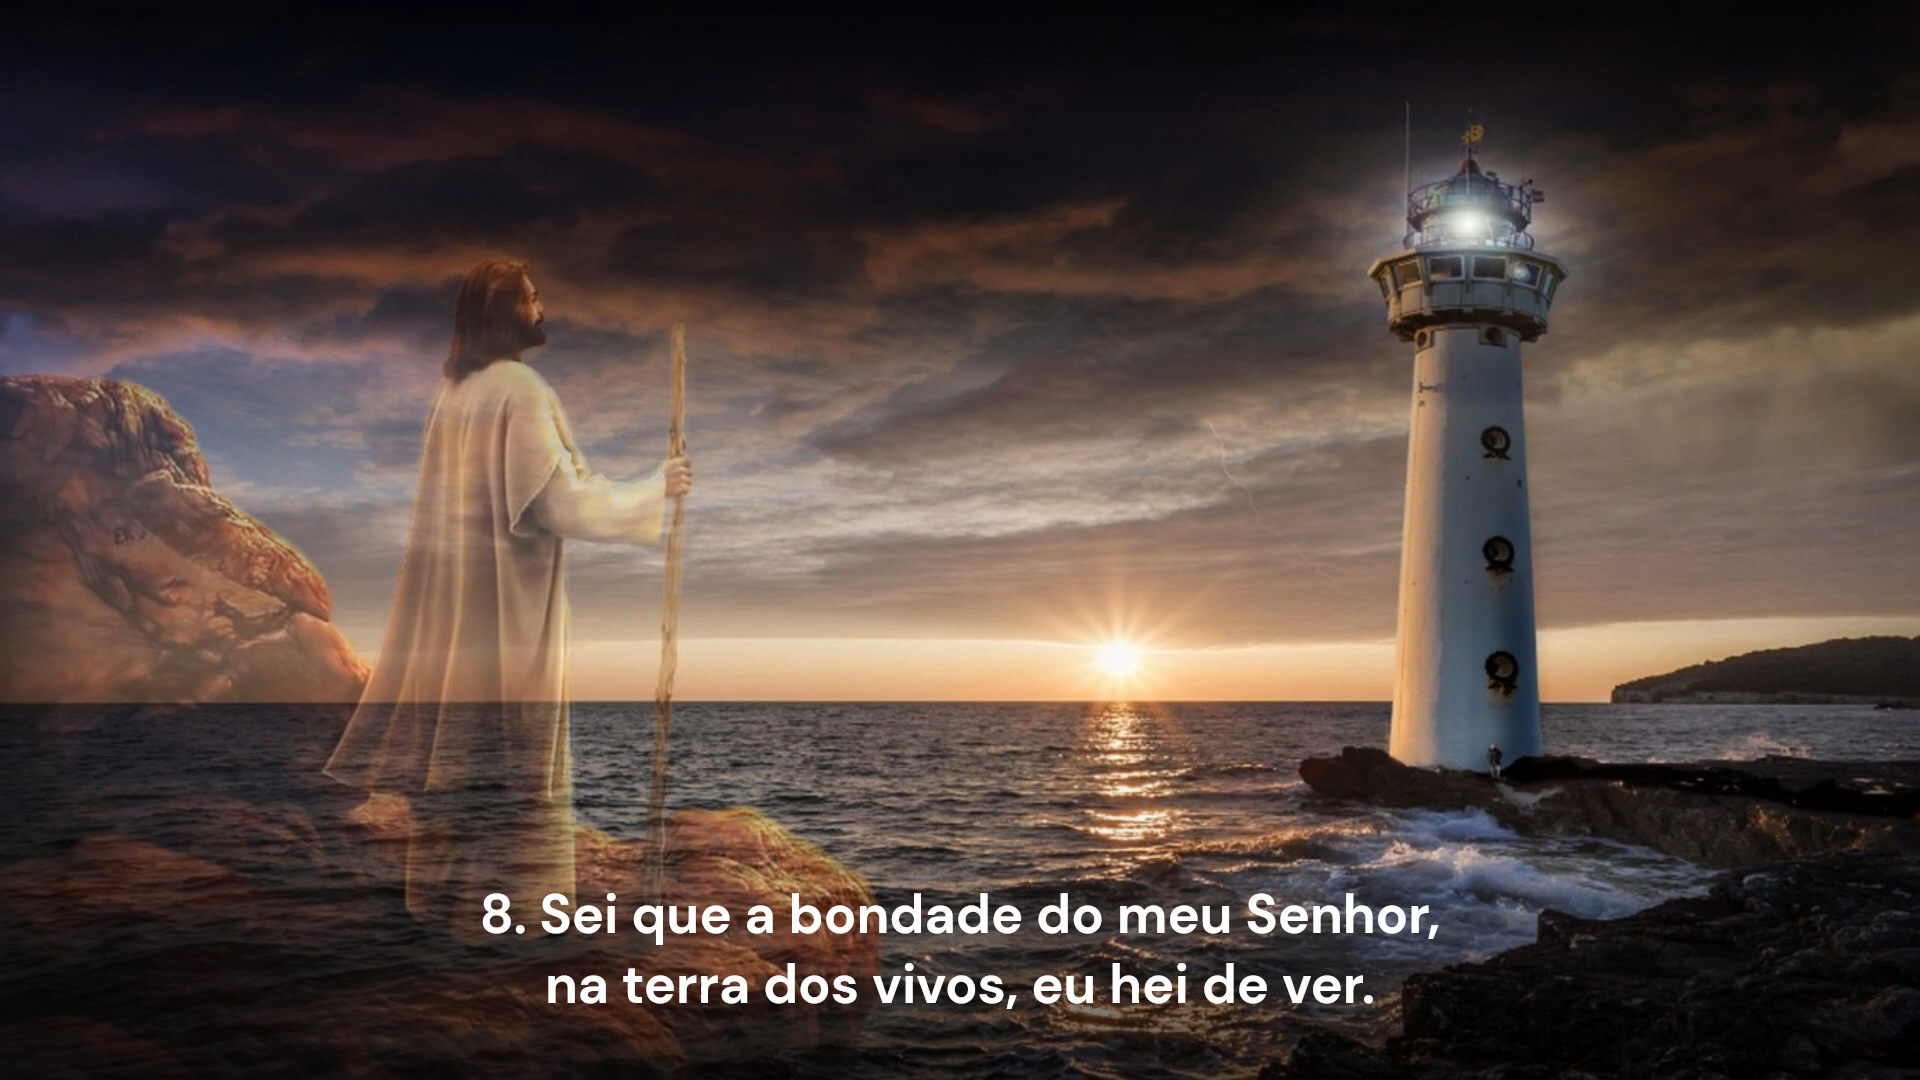 8. Sei que a bondade do meu Senhor,
na terra dos vivos, eu hei de ver.